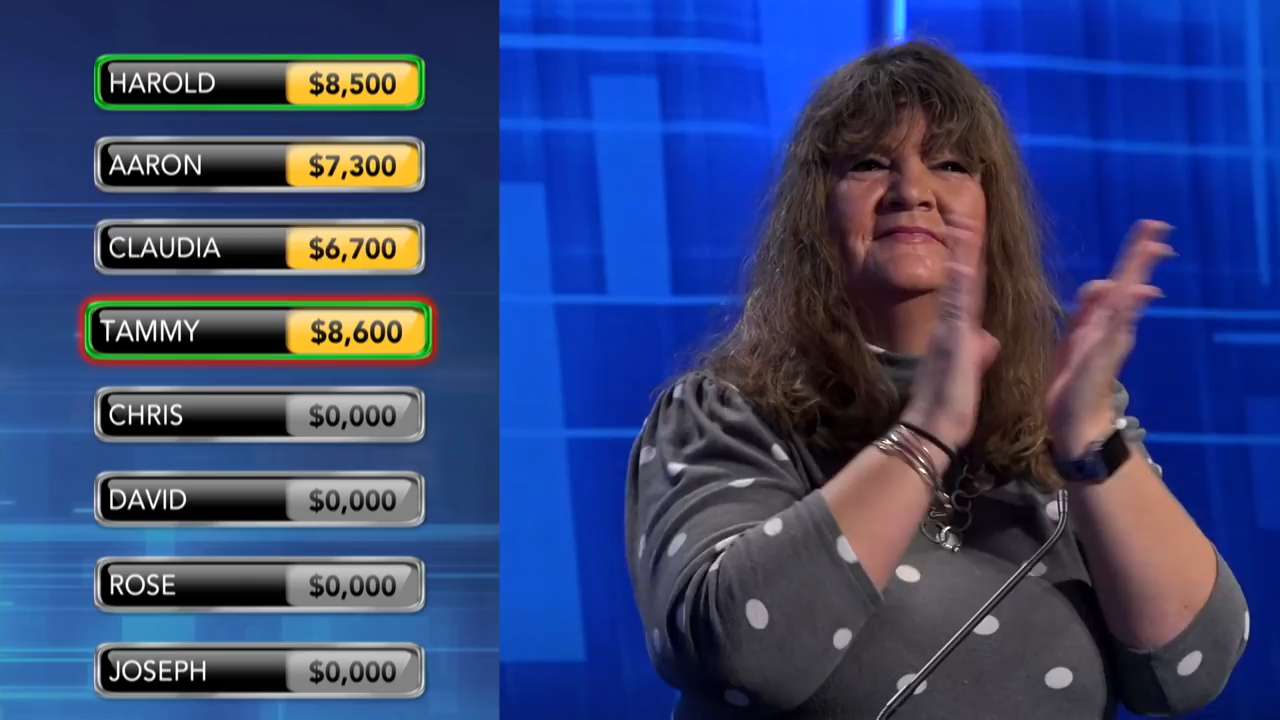 HAROLD $8,500
AARON $7,300
CLAUDIA $6,700
TAMMY $8,600
CHRIS $0,000
DAVID $0,000
ROSE $0,000
JOSEPH $0,000